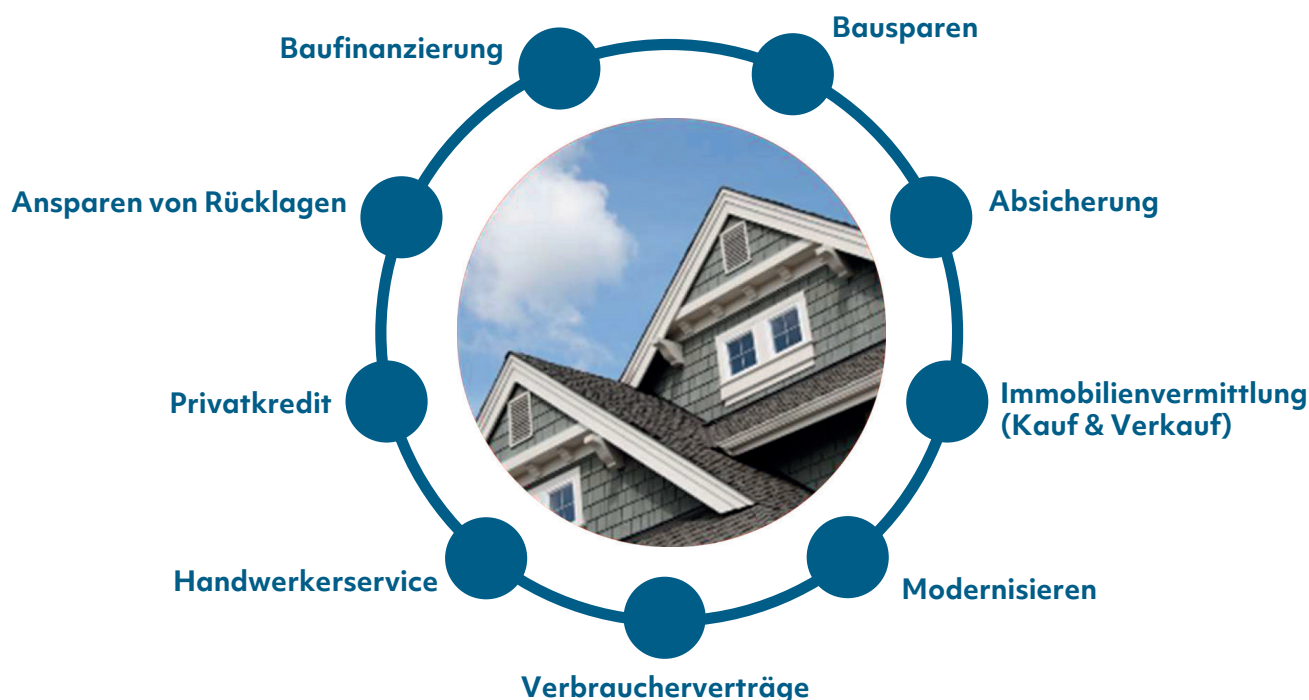 Baufinanzierung
Bausparen
Ansparen von Rücklagen
Absicherung
Privatkredit
Immobilienvermittlung
(Kauf & Verkauf)
Handwerkerservice
Modernisieren
Verbraucherverträge